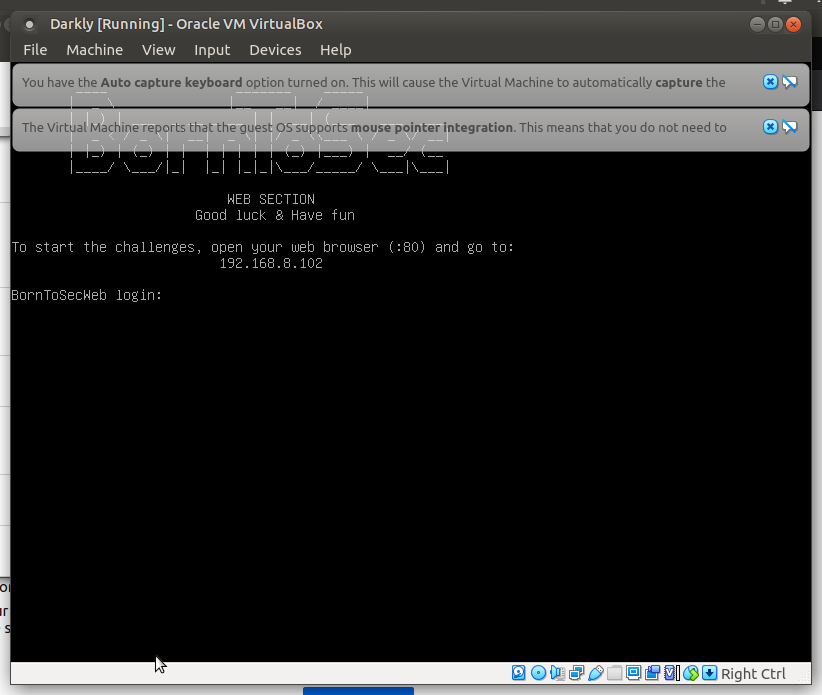 Darkly [Running] - Oracle VM VirtualBox
File Machine View Input Devices Help
You have the Auto capture keyboard option turned on. This will cause the Virtual Machine to automatically capture the
The Virtual Machine reports that the guest OS supports mouse pointer integration. This means that you do not need to
BornToSec
WEB SECTION
Good luck & Have fun
To start the challenges, open your web browser (:80) and go to:
192.168.8.102
BornToSecWeb login:
Right Ctrl